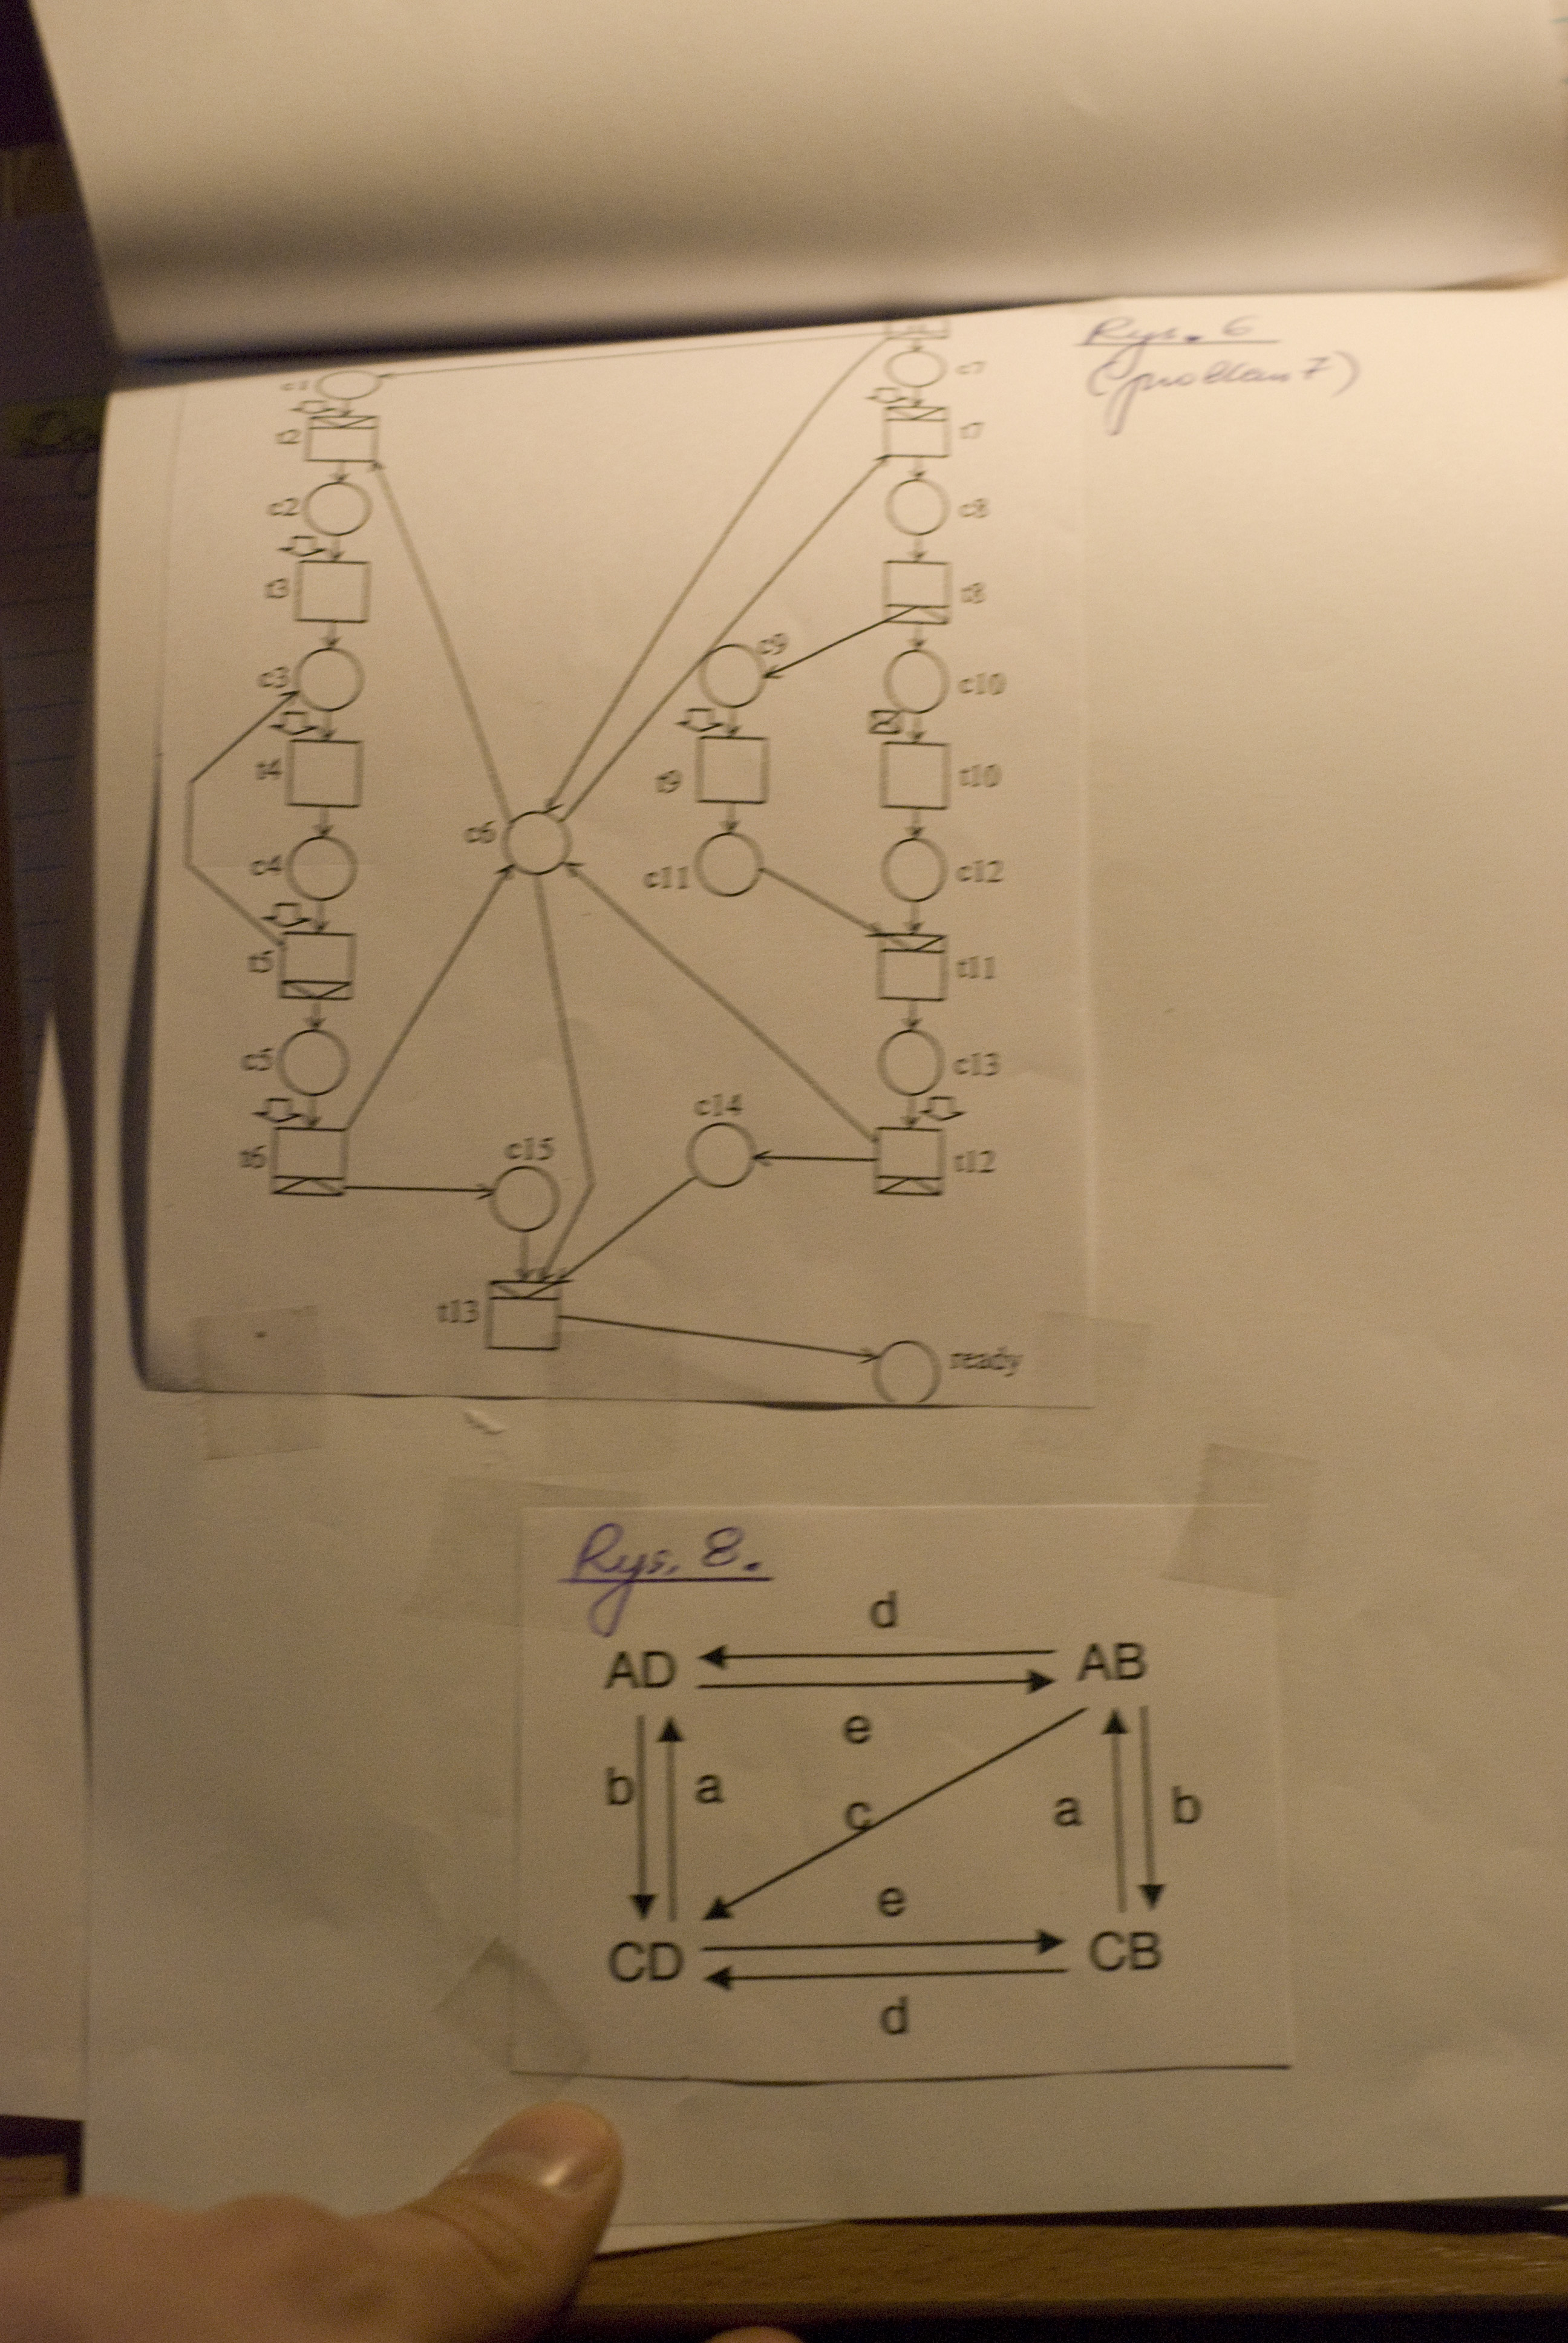 Rys. 6
(problem 7)
c1
c7
t2
t7
c2
c8
t3
t8
c9
c3
c10
t4
t9
t10
c6
c4
c11
c12
t5
t11
c5
c13
c14
t6
c15
t12
t13
ready
Rys. 8.
d
AD
AB
e
b
a
c
a
b
e
CD
CB
d